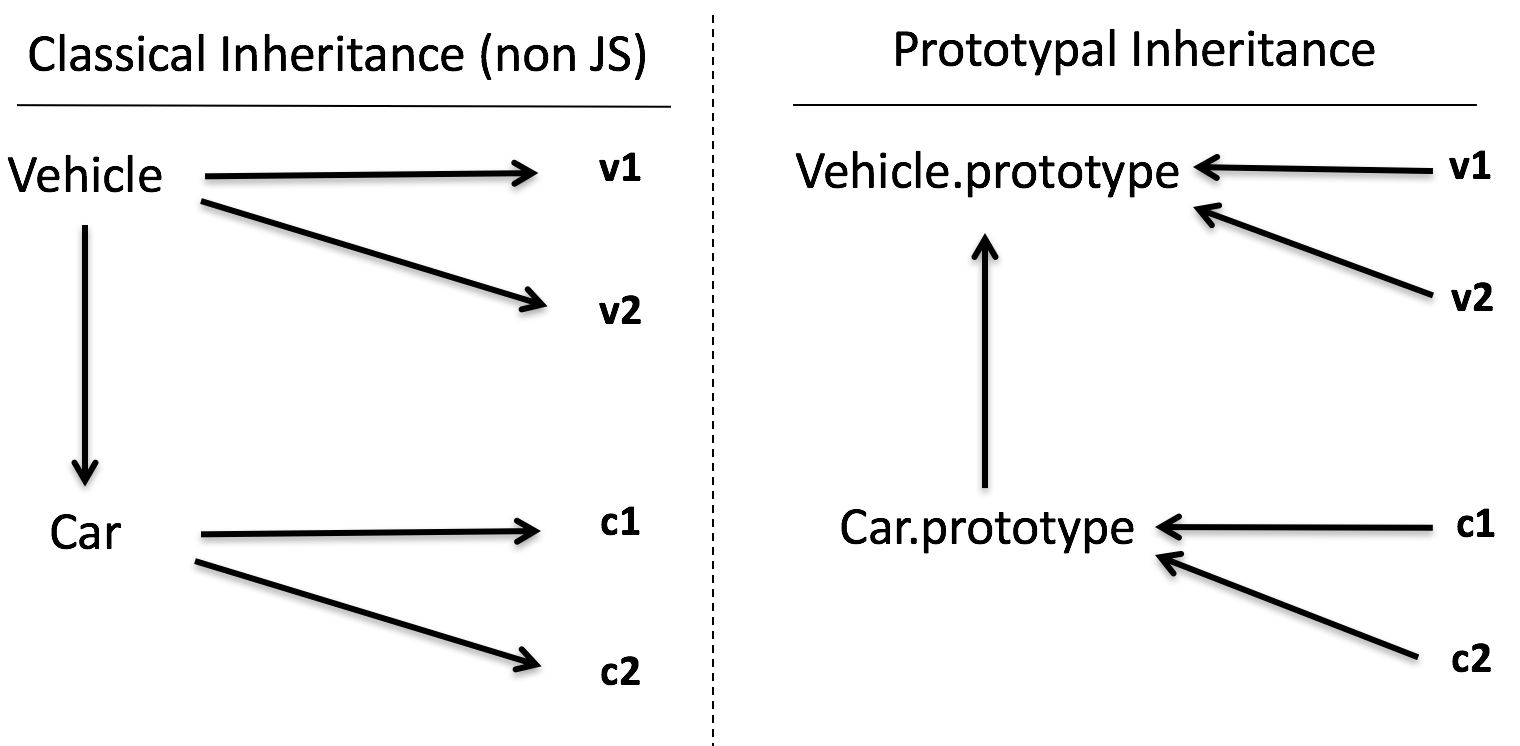 Classical Inheritance (non JS)
Vehicle
v1
v2
Car
c1
c2
Prototypal Inheritance
Vehicle.prototype
v1
v2
Car.prototype
c1
c2